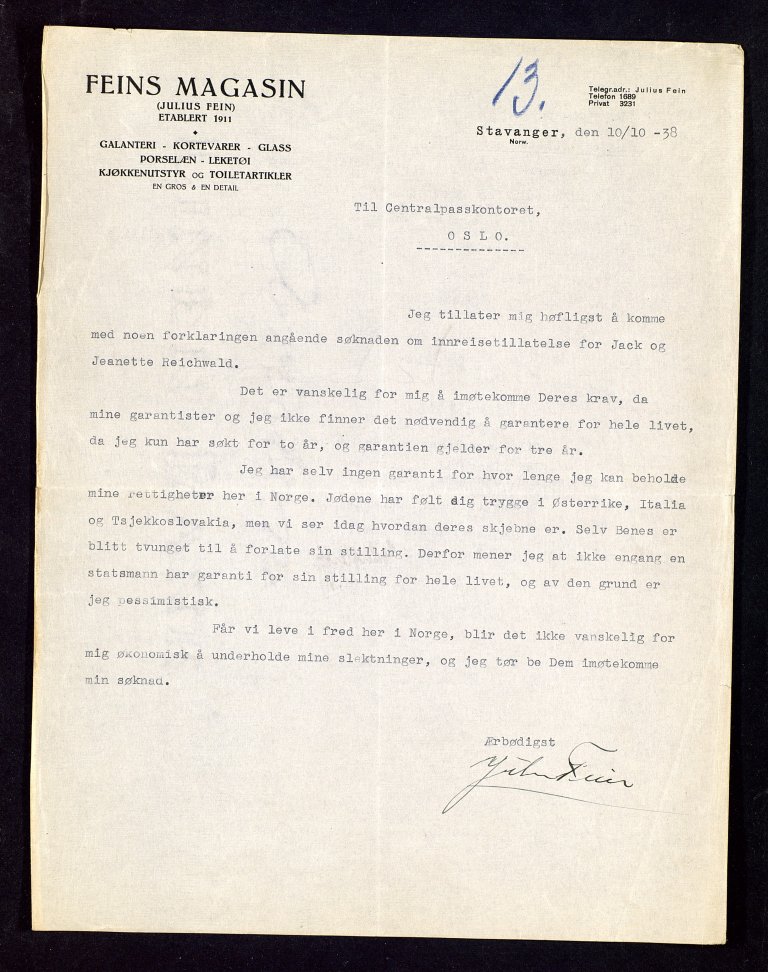 FEINS MAGASIN
(JULIUS FEIN)
ETABLERT 1911
GALANTERI - KORTEVARER - GLASS
PORSELÆN - LEKETØI
KJØKKENUTSTYR OG TOILETARTIKLER
EN GROS & EN DETAIL
13.
Telegr.adr.: Julius Fein
Telefon 1689
Privat 3231
Stavanger, den 10/10 -38
Norw.
Til Centralpasskontoret,
OSLO.
Jeg tillater mig høfligst å komme
med noen forklaringen angående søknaden om innreisetillatelse for Jack og
Jeanette Reichwald.
Det er vanskelig for mig å imøtekomme Deres krav, da
mine garantister og jeg ikke finner det nødvendig å garantere for hele livet,
da jeg kun har søkt for to år, og garantien gjelder for tre år.
Jeg har selv ingen garanti for hvor lenge jeg kan beholde
mine rettigheter her i Norge. Jødene har følt dig trygge i Østerrike, Italia
og Tsjekkoslovakia, men vi ser idag hvordan deres skjebne er. Selv Benes er
blitt tvunget til å forlate sin stilling. Derfor mener jeg at ikke engang en
statsmann har garanti for sin stilling for hele livet, og av den grund er
jeg pessimistisk.
Får vi leve i fred her i Norge, blir det ikke vanskelig for
mig økonomisk å underholde mine slektninger, og jeg tør be Dem imøtekomme
min søknad.
Ærbødigst
Julius Fein